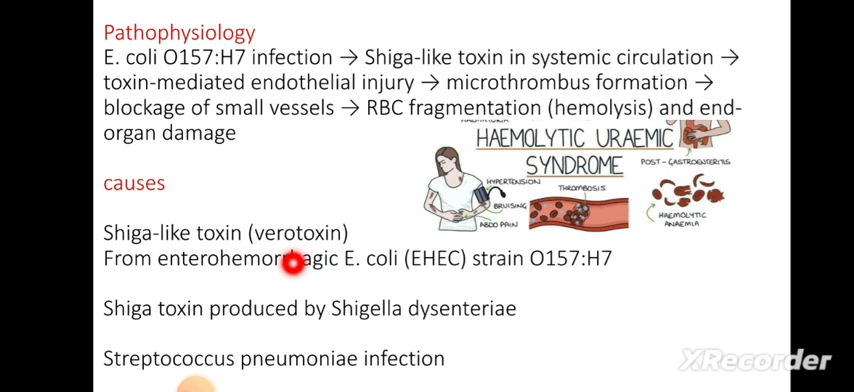 Pathophysiology
E. coli O157:H7 infection → Shiga-like toxin in systemic circulation →
toxin-mediated endothelial injury → microthrombus formation →
blockage of small vessels → RBC fragmentation (hemolysis) and end-
organ damage
HAEMOLYTIC URAEMIC
SYNDROME
POST-GASTROENTERITIS
HYPERTENSION
THROMBOSIS
BRUISING
ABDO PAIN
HAEMOLYTIC
ANAEMIA
causes
Shiga-like toxin (verotoxin)
From enterohemorrhagic E. coli (EHEC) strain O157:H7
Shiga toxin produced by Shigella dysenteriae
Streptococcus pneumoniae infection
XRecorder